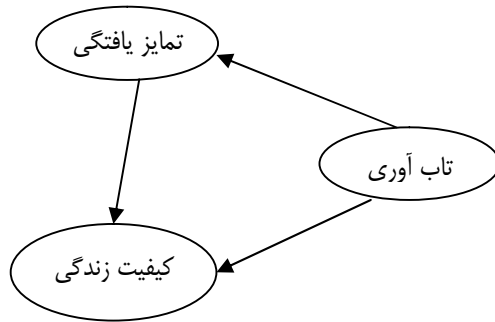 تمایز یافتگی
تاب آوری
کیفیت زندگی